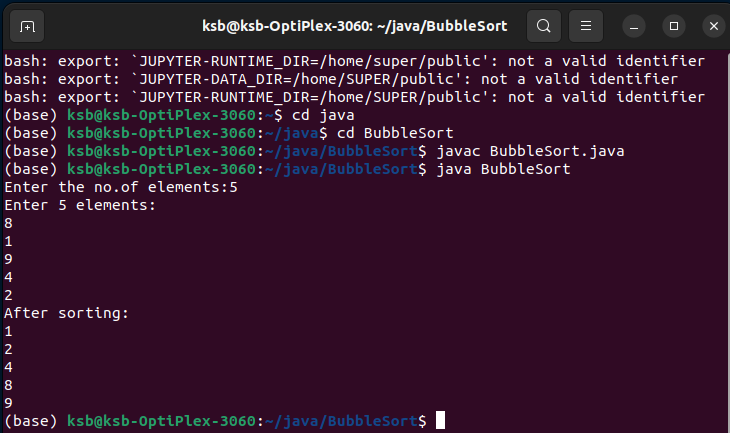 ksb@ksb-OptiPlex-3060: ~/java/BubbleSort
bash: export: `JUPYTER-RUNTIME_DIR=/home/super/public': not a valid identifier
bash: export: `JUPYTER-DATA_DIR=/home/SUPER/public': not a valid identifier
bash: export: `JUPYTER-RUNTIME_DIR=/home/SUPER/public': not a valid identifier
(base) ksb@ksb-OptiPlex-3060:~$ cd java
(base) ksb@ksb-OptiPlex-3060:~/java$ cd BubbleSort
(base) ksb@ksb-OptiPlex-3060:~/java/BubbleSort$ javac BubbleSort.java
(base) ksb@ksb-OptiPlex-3060:~/java/BubbleSort$ java BubbleSort
Enter the no.of elements:5
Enter 5 elements:
8
1
9
4
2
After sorting:
1
2
4
8
9
(base) ksb@ksb-OptiPlex-3060:~/java/BubbleSort$